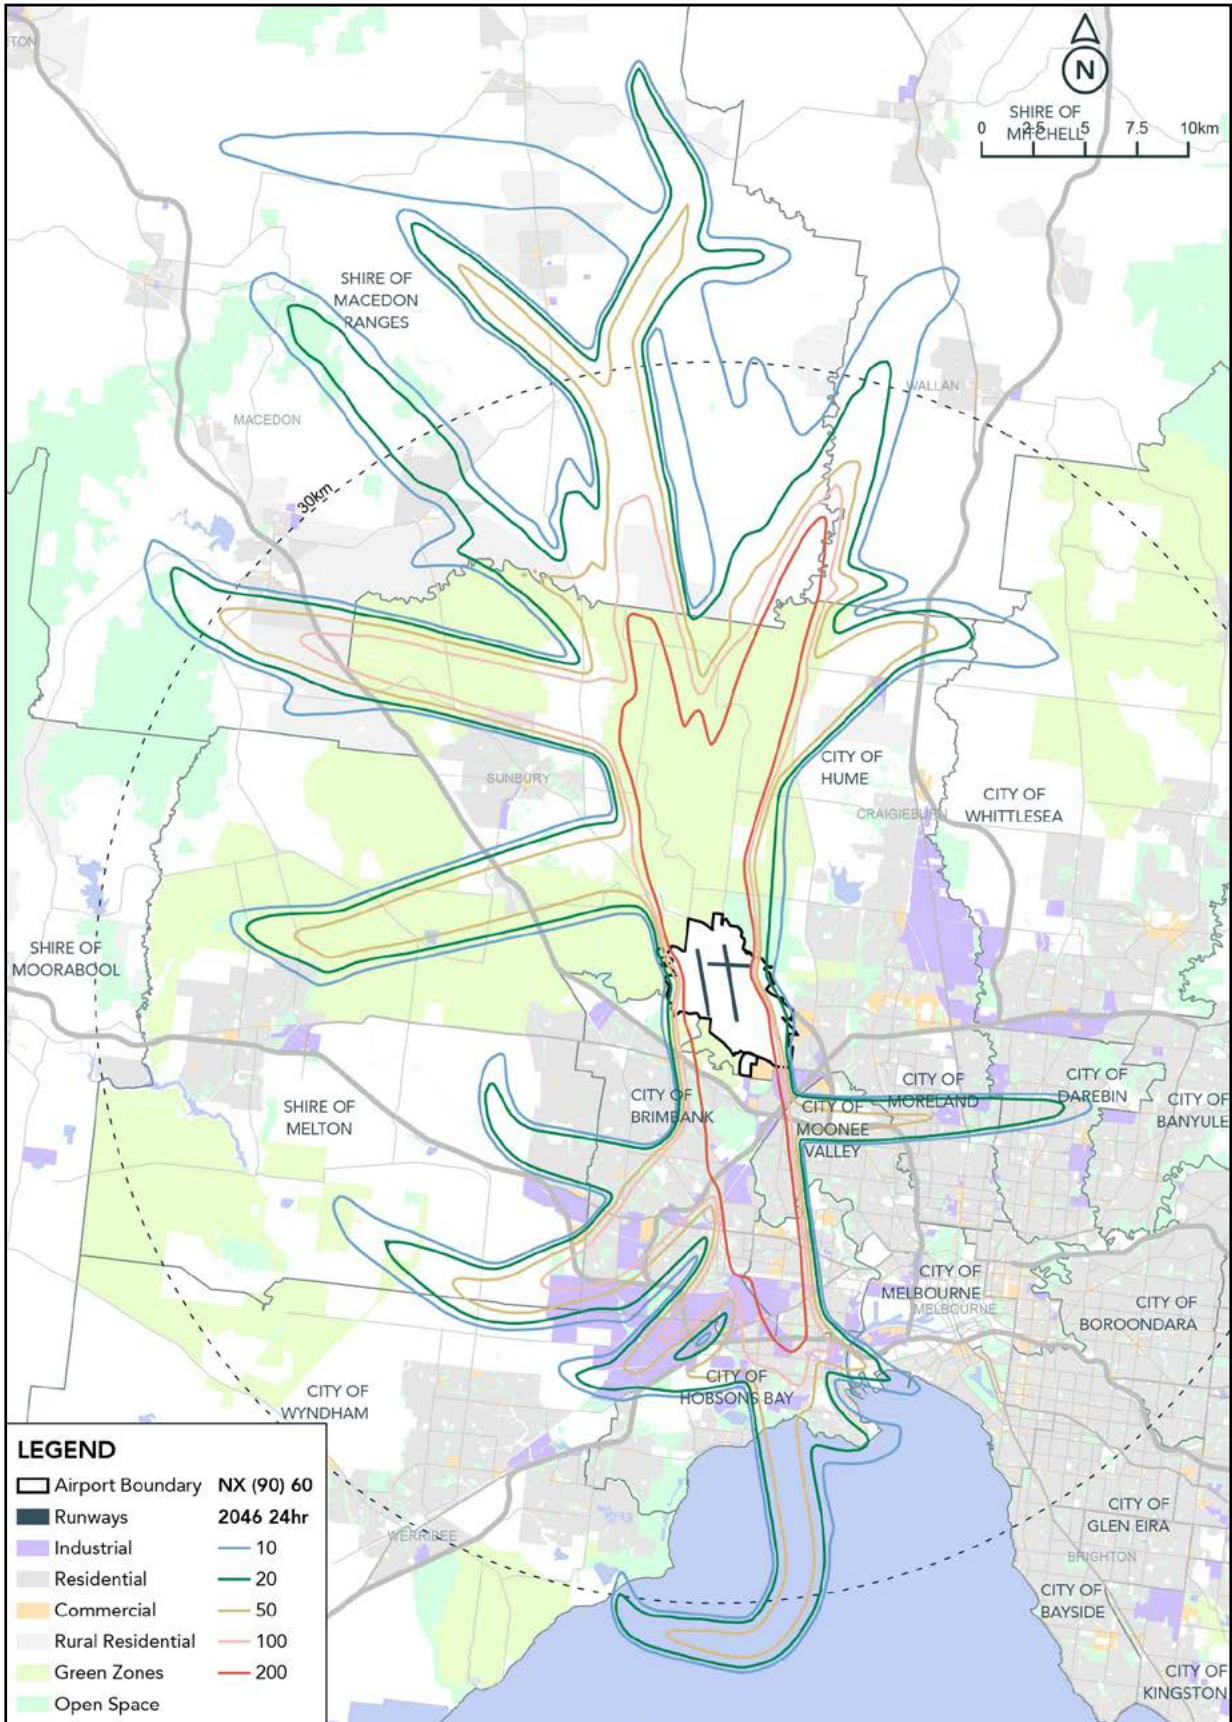 TON
N
SHIRE OF
MITCHELL
0 2.5 5 7.5 10km
SHIRE OF
MACEDON
RANGES
WALLAN
MACEDON
30km
CITY OF
HUME
SUNBURY
CITY OF
WHITTLESEA
CRAIGIEBURN
SHIRE OF
MOORABOOL
CITY OF
BRIMBANK
SHIRE OF
MELTON
CITY OF
MORELAND
CITY OF
DAREBIN
CITY OF
BANYULE
CITY OF
MOONEE
VALLEY
CITY OF
MELBOURNE
MELBOURNE
CITY OF
BOROONDARA
CITY OF
HOBSONS BAY
CITY OF
WYNDHAM
WERRIBEE
CITY OF
GLEN EIRA
BRIGHTON
CITY OF
BAYSIDE
CITY OF
KINGSTON
LEGEND
Airport Boundary NX (90) 60
Runways 2046 24hr
Industrial 10
Residential 20
Commercial 50
Rural Residential 100
Green Zones 200
Open Space